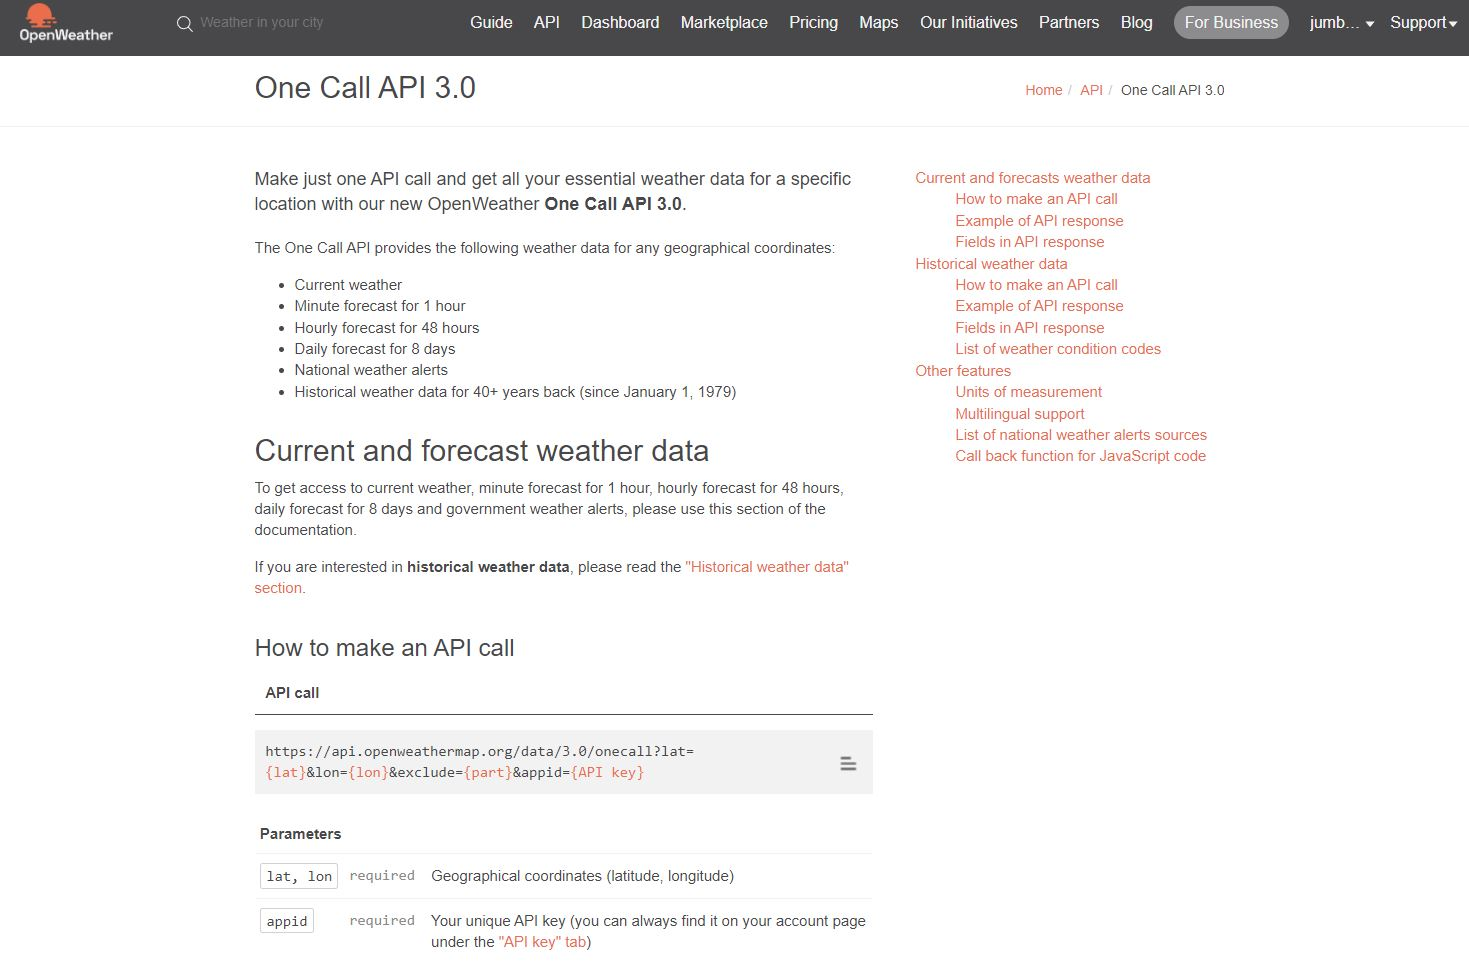 OpenWeather
Weather in your city
Guide API Dashboard Marketplace Pricing Maps Our Initiatives Partners Blog For Business jumb... Support
One Call API 3.0
Home / API / One Call API 3.0
Make just one API call and get all your essential weather data for a specific
location with our new OpenWeather One Call API 3.0.
The One Call API provides the following weather data for any geographical coordinates:
• Current weather
• Minute forecast for 1 hour
• Hourly forecast for 48 hours
• Daily forecast for 8 days
• National weather alerts
• Historical weather data for 40+ years back (since January 1, 1979)
Current and forecast weather data
To get access to current weather, minute forecast for 1 hour, hourly forecast for 48 hours,
daily forecast for 8 days and government weather alerts, please use this section of the
documentation.
If you are interested in historical weather data, please read the "Historical weather data"
section.
How to make an API call
API call
https://api.openweathermap.org/data/3.0/onecall?lat=
{lat}&lon={lon}&exclude={part}&appid={API key}
Parameters
lat, lon required Geographical coordinates (latitude, longitude)
appid required Your unique API key (you can always find it on your account page
under the "API key" tab)
Current and forecasts weather data
How to make an API call
Example of API response
Fields in API response
Historical weather data
How to make an API call
Example of API response
Fields in API response
List of weather condition codes
Other features
Units of measurement
Multilingual support
List of national weather alerts sources
Call back function for JavaScript code